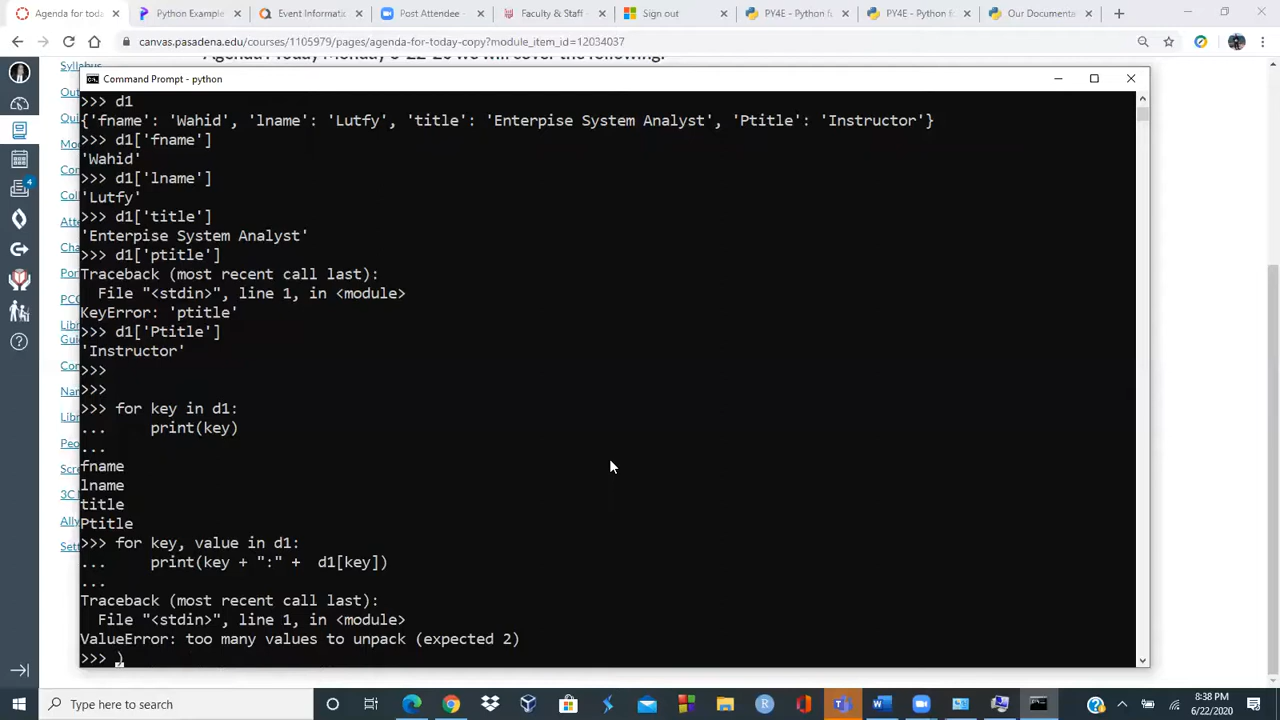 Agenda for today
Python Example
Event Informatic
Post Attendee -
Faculty & Staff
Sign out
PY4E - Python fo
PY4E - Python fo
Our Documenta
canvas.pasadena.edu/courses/1105979/pages/agenda-for-today-copy?module_item_id=12034037
Syllabus
4
Command Prompt - python
>>> d1
{'fname': 'Wahid', 'lname': 'Lutfy', 'title': 'Enterpise System Analyst', 'Ptitle': 'Instructor'}
>>> d1['fname']
'Wahid'
>>> d1['lname']
'Lutfy'
>>> d1['title']
'Enterpise System Analyst'
>>> d1['ptitle']
Traceback (most recent call last):
File "<stdin>", line 1, in <module>
KeyError: 'ptitle'
>>> d1['Ptitle']
'Instructor'
>>>
>>>
>>> for key in d1:
... print(key)
...
fname
lname
title
Ptitle
>>> for key, value in d1:
... print(key + ":" + d1[key])
...
Traceback (most recent call last):
File "<stdin>", line 1, in <module>
ValueError: too many values to unpack (expected 2)
>>> )
Type here to search
8:38 PM
6/22/2020